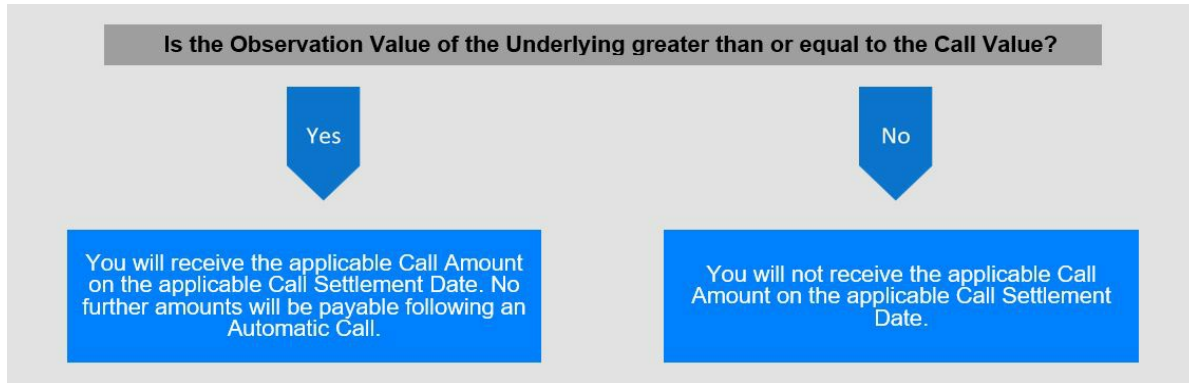 Is the Observation Value of the Underlying greater than or equal to the Call Value?
Yes
No
You will receive the applicable Call Amount
on the applicable Call Settlement Date. No
further amounts will be payable following an
Automatic Call.
You will not receive the applicable Call
Amount on the applicable Call Settlement
Date.